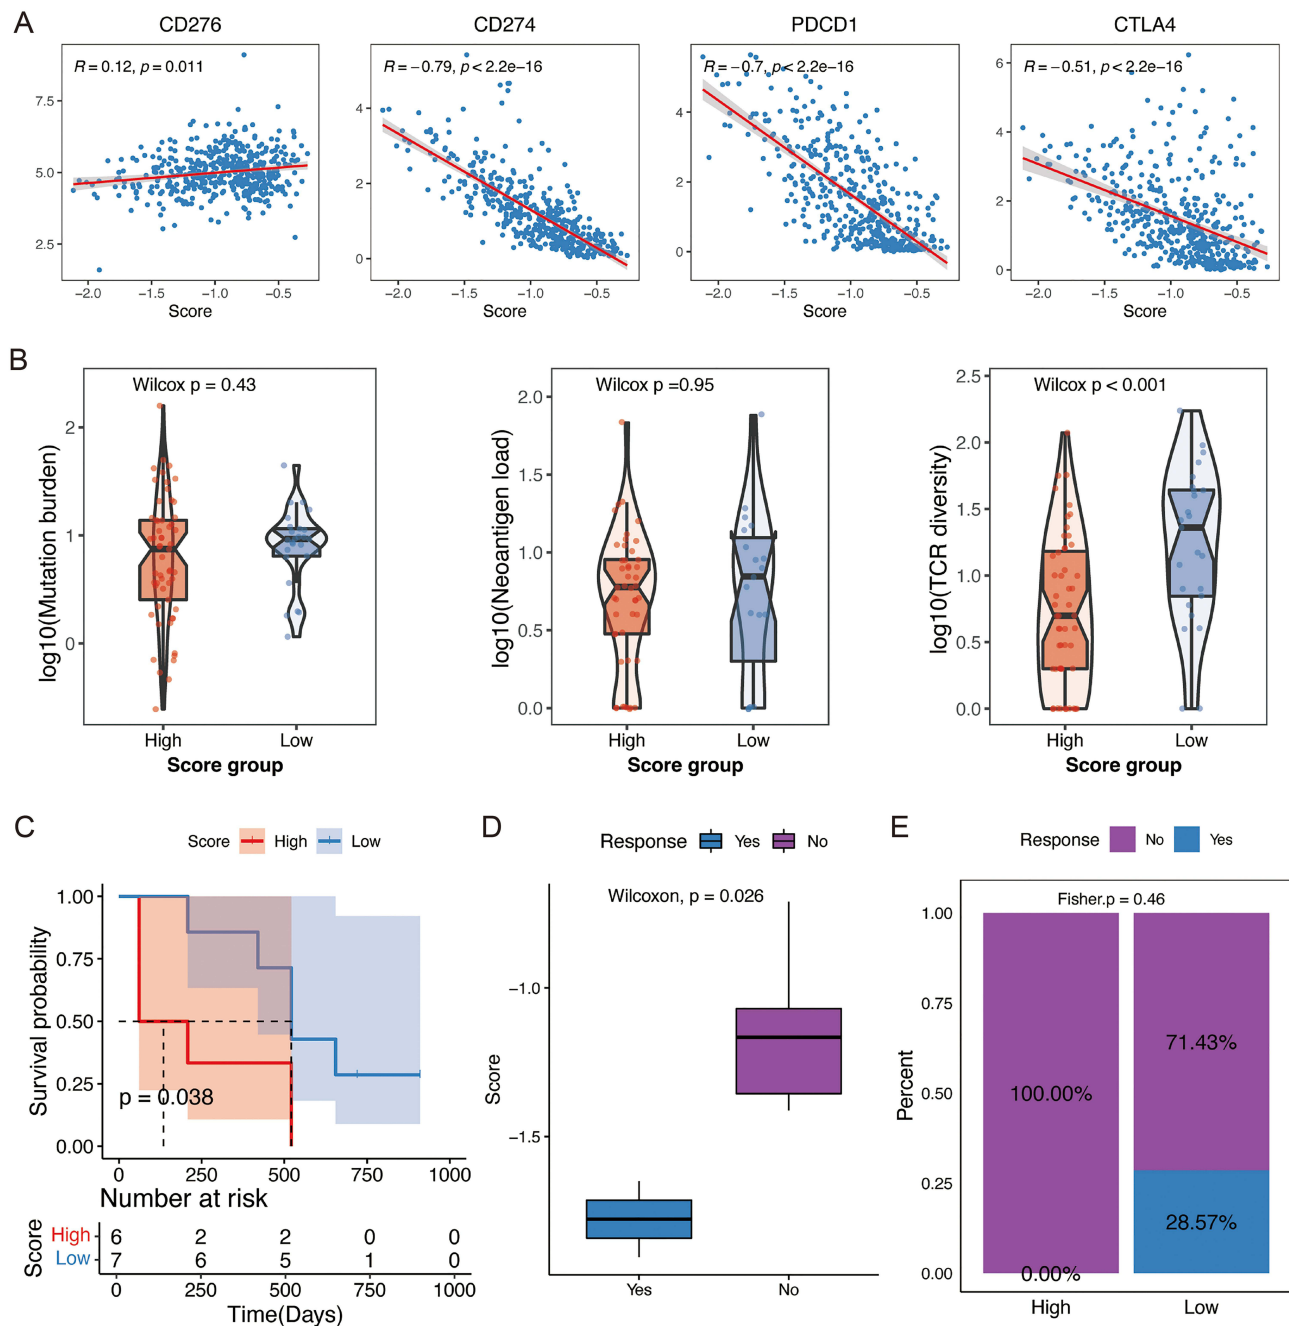 A
CD276
CD274
PDCD1
CTLA4
R = 0.12, p = 0.011
R = −0.79, p < 2.2e−16
R = −0.7, p < 2.2e−16
R = −0.51, p < 2.2e−16
7.5
5.0
2.5
4
2
0
4
2
0
6
4
2
0
−2.0 −1.5 −1.0 −0.5
−2.0 −1.5 −1.0 −0.5
−2.0 −1.5 −1.0 −0.5
−2.0 −1.5 −1.0 −0.5
Score
Score
Score
Score
B
Wilcox p = 0.43
log10(Mutation burden)
2
1
0
High Low
Score group
Wilcox p =0.95
log10(Neoantigen load)
2.0
1.5
1.0
0.5
0.0
High Low
Score group
Wilcox p < 0.001
log10(TCR diversity)
2.5
2.0
1.5
1.0
0.5
0.0
High Low
Score group
C
Score High Low
Survival probability
1.00
0.75
0.50
0.25
0.00
p = 0.038
0 250 500 750 1000
Number at risk
Score
High 6 2 2 0 0
Low 7 6 5 1 0
0 250 500 750 1000
Time(Days)
D
Response Yes No
Wilcoxon, p = 0.026
Score
−1.0
−1.5
Yes No
E
Response No Yes
Fisher.p = 0.46
Percent
1.00
0.75
0.50
0.25
0.00
100.00%
0.00%
71.43%
28.57%
High Low